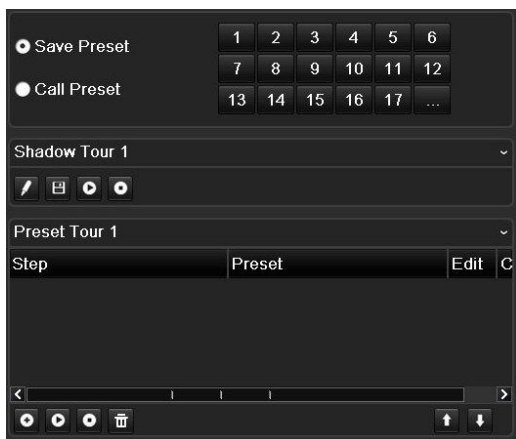 Save Preset
Call Preset
1 2 3 4 5 6
7 8 9 10 11 12
13 14 15 16 17 ...
Shadow Tour 1
Preset Tour 1
Step Preset Edit C